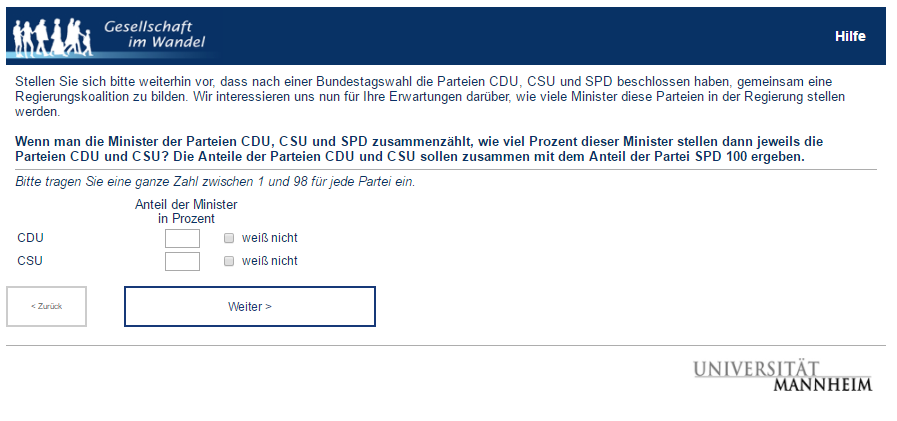 Gesellschaft
im Wandel
Hilfe
Stellen Sie sich bitte weiterhin vor, dass nach einer Bundestagswahl die Parteien CDU, CSU und SPD beschlossen haben, gemeinsam eine
Regierungskoalition zu bilden. Wir interessieren uns nun für Ihre Erwartungen darüber, wie viele Minister diese Parteien in der Regierung stellen
werden.
Wenn man die Minister der Parteien CDU, CSU und SPD zusammenzählt, wie viel Prozent dieser Minister stellen dann jeweils die
Parteien CDU und CSU? Die Anteile der Parteien CDU und CSU sollen zusammen mit dem Anteil der Partei SPD 100 ergeben.
Bitte tragen Sie eine ganze Zahl zwischen 1 und 98 für jede Partei ein.
Anteil der Minister
in Prozent
CDU weiß nicht
CSU weiß nicht
< Zurück Weiter >
UNIVERSITÄT
MANNHEIM